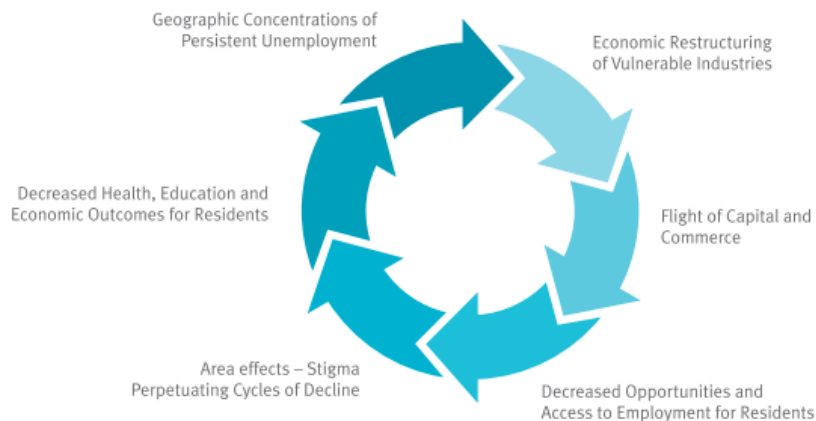 Geographic Concentrations of
Persistent Unemployment
Economic Restructuring
of Vulnerable Industries
Flight of Capital and
Commerce
Decreased Opportunities and
Access to Employment for Residents
Area effects – Stigma
Perpetuating Cycles of Decline
Decreased Health, Education and
Economic Outcomes for Residents